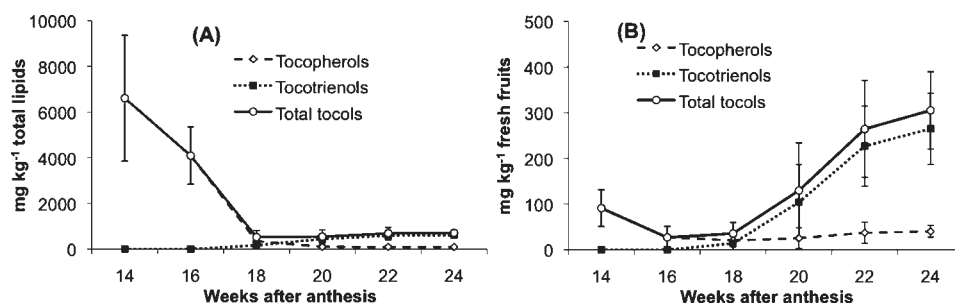 (A)
mg kg⁻¹ total lipids
10000
8000
6000
4000
2000
0
Tocopherols
Tocotrienols
Total tocols
14 16 18 20 22 24
Weeks after anthesis
(B)
mg kg⁻¹ fresh fruits
500
400
300
200
100
0
Tocopherols
Tocotrienols
Total tocols
14 16 18 20 22 24
Weeks after anthesis